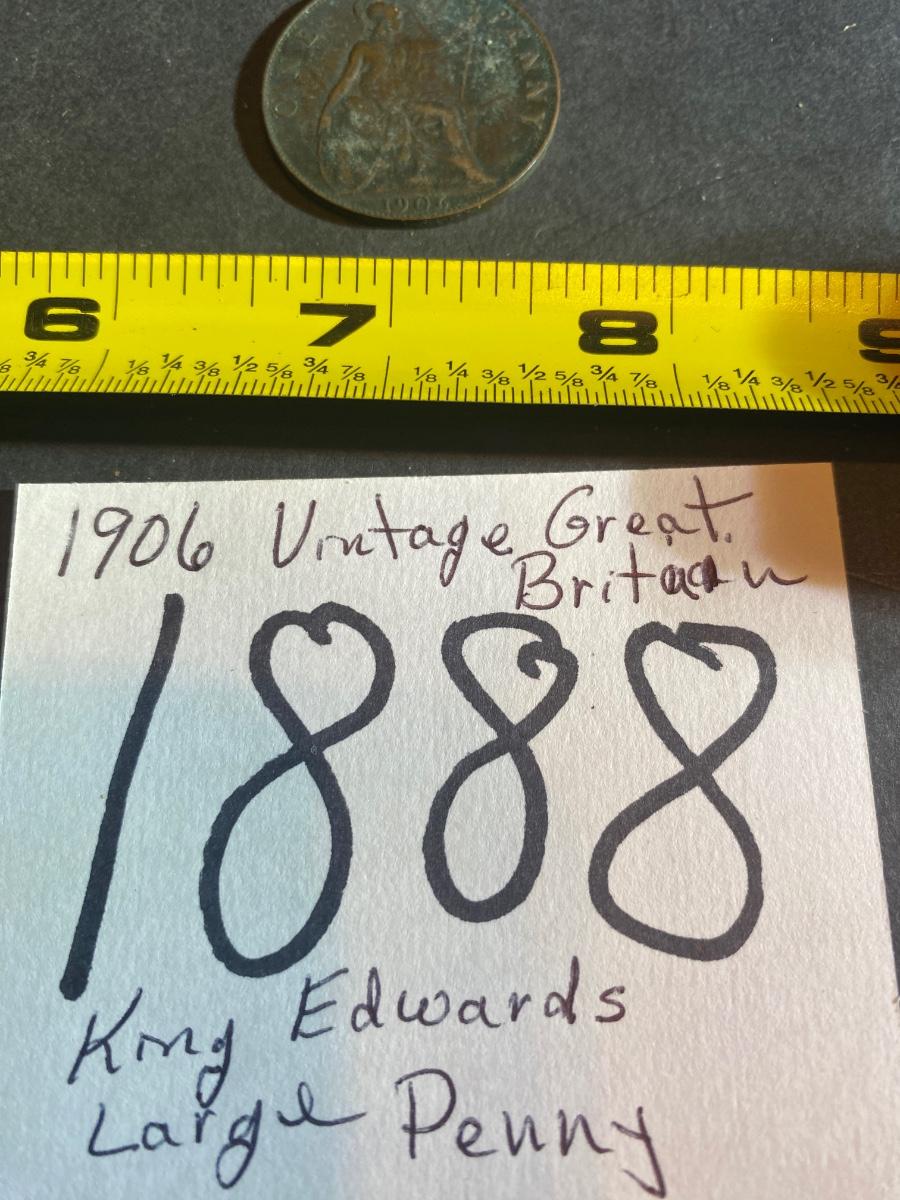 ONE PENNY
1906
6 7 8 9
3/4 7/8 1/8 1/4 3/8 1/2 5/8 3/4 7/8 1/8 1/4 3/8 1/2 5/8 3/4 7/8 1/8 1/4 3/8 1/2 5/8 3/4
1906 Vintage Great
Britain
1888
King Edwards
Large Penny